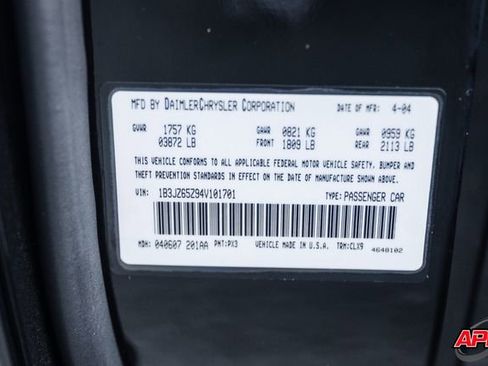 MFD BY DAIMLERCHRYSLER CORPORATION DATE OF MFR: 4-04
GVWR 1757 KG GAWR 0821 KG GAWR 0959 KG
03872 LB FRONT 1809 LB REAR 2113 LB
THIS VEHICLE CONFORMS TO ALL APPLICABLE FEDERAL MOTOR VEHICLE SAFETY, BUMPER AND
THEFT PREVENTION STANDARDS IN EFFECT ON THE DATE OF MANUFACTURE SHOWN ABOVE.
VIN: 1B3JZ65Z94V101701 TYPE: PASSENGER CAR
MDH: 040607 201AA PNT: PX3 VEHICLE MADE IN U.S.A. TRM: CLX9
4648102